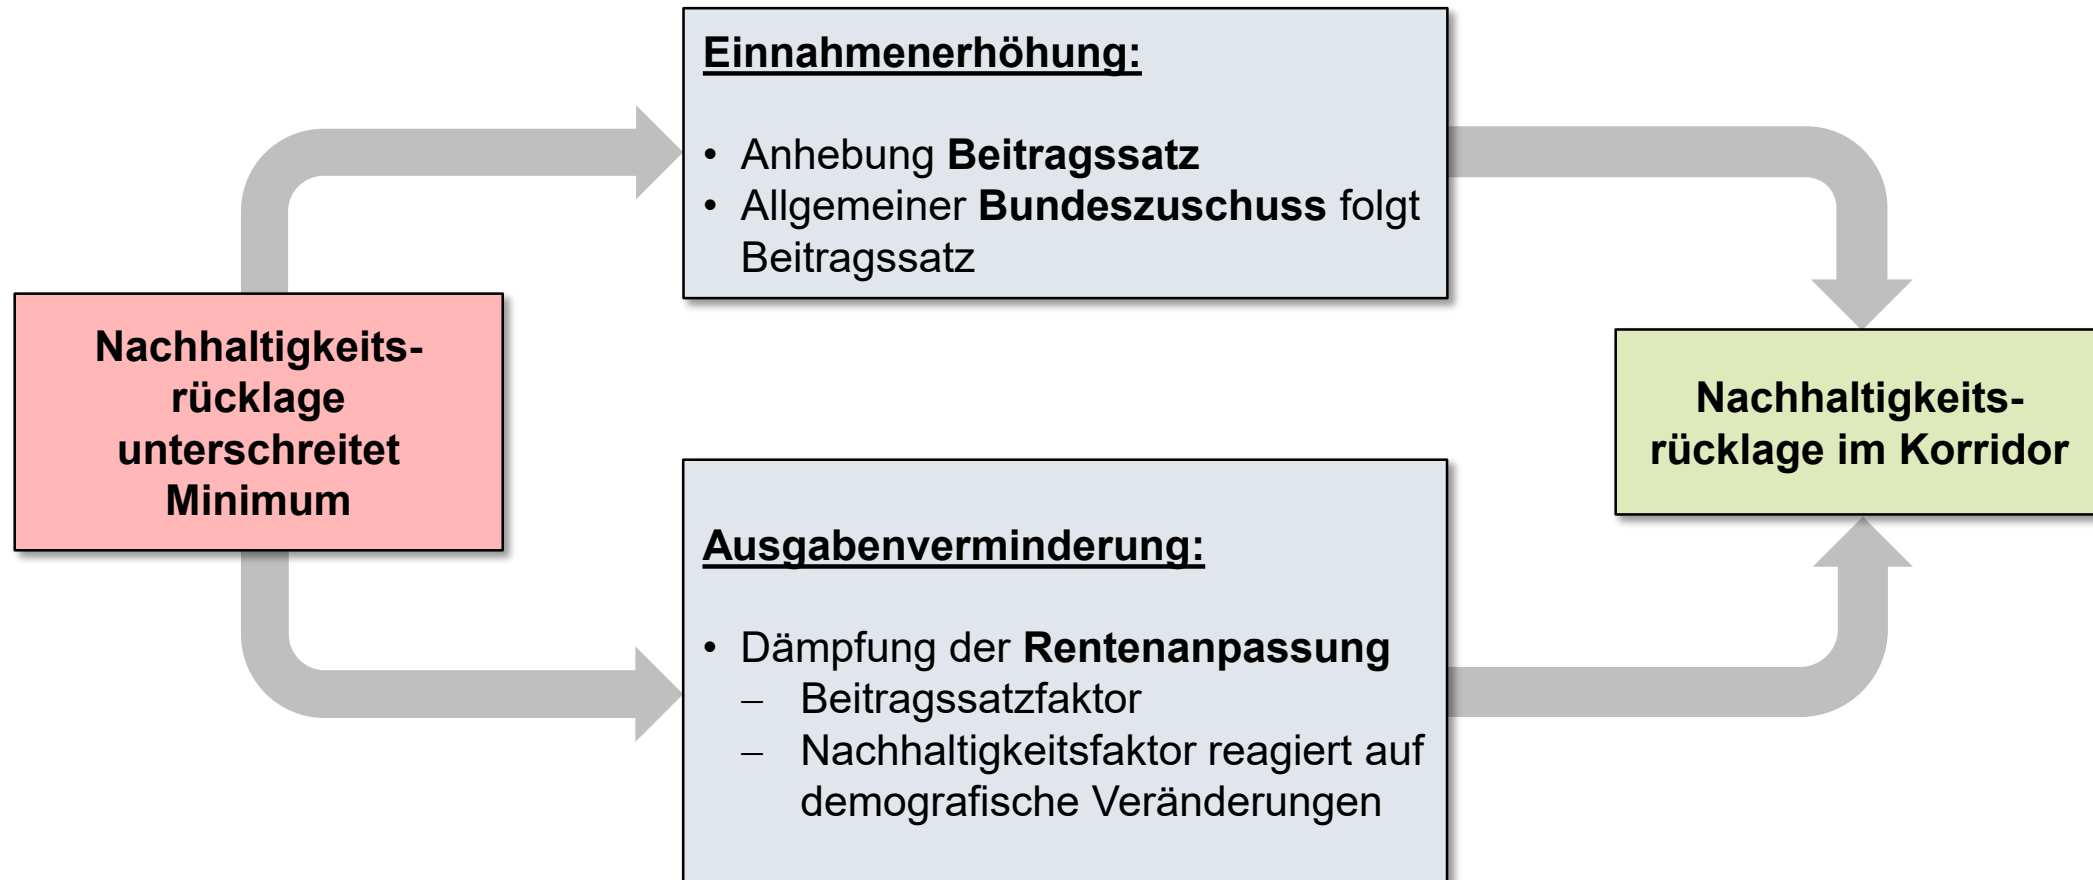 Einnahmenerhöhung:
• Anhebung Beitragssatz
• Allgemeiner Bundeszuschuss folgt
Beitragssatz
Nachhaltigkeits-
rücklage
unterschreitet
Minimum
Nachhaltigkeits-
rücklage im Korridor
Ausgabenverminderung:
• Dämpfung der Rentenanpassung
– Beitragssatzfaktor
– Nachhaltigkeitsfaktor reagiert auf
demografische Veränderungen